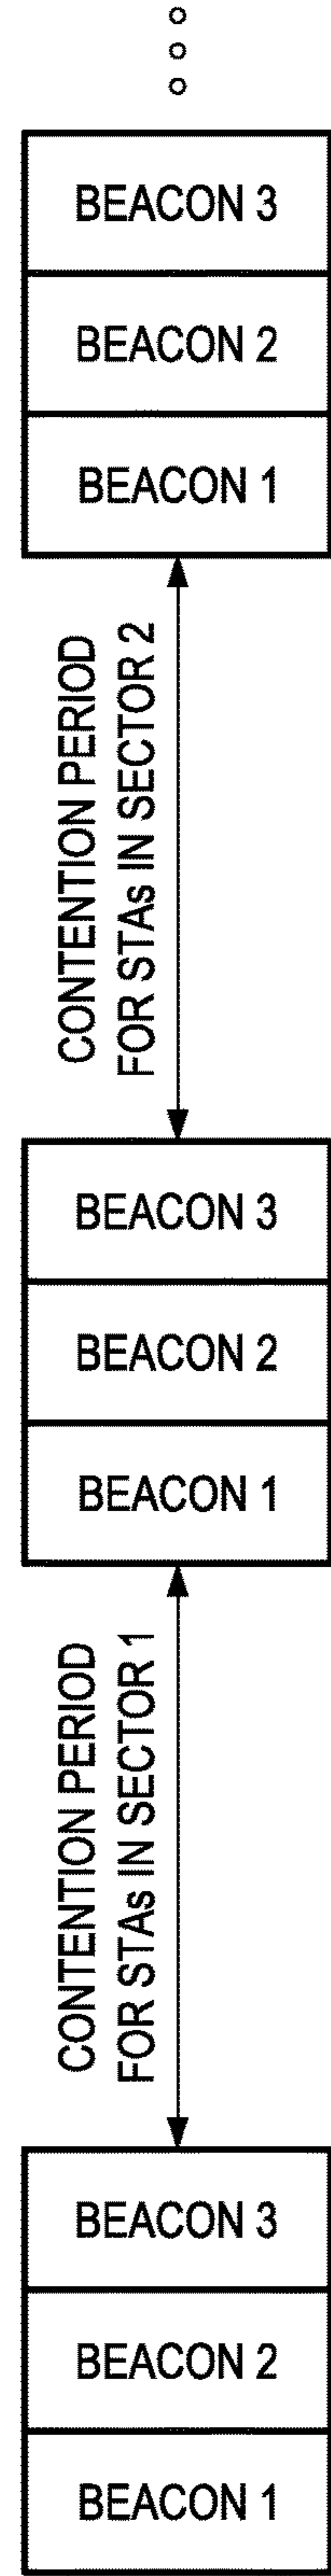 BEACON 3
BEACON 2
BEACON 1
CONTENTION PERIOD
FOR STAs IN SECTOR 2
BEACON 3
BEACON 2
BEACON 1
CONTENTION PERIOD
FOR STAs IN SECTOR 1
BEACON 3
BEACON 2
BEACON 1